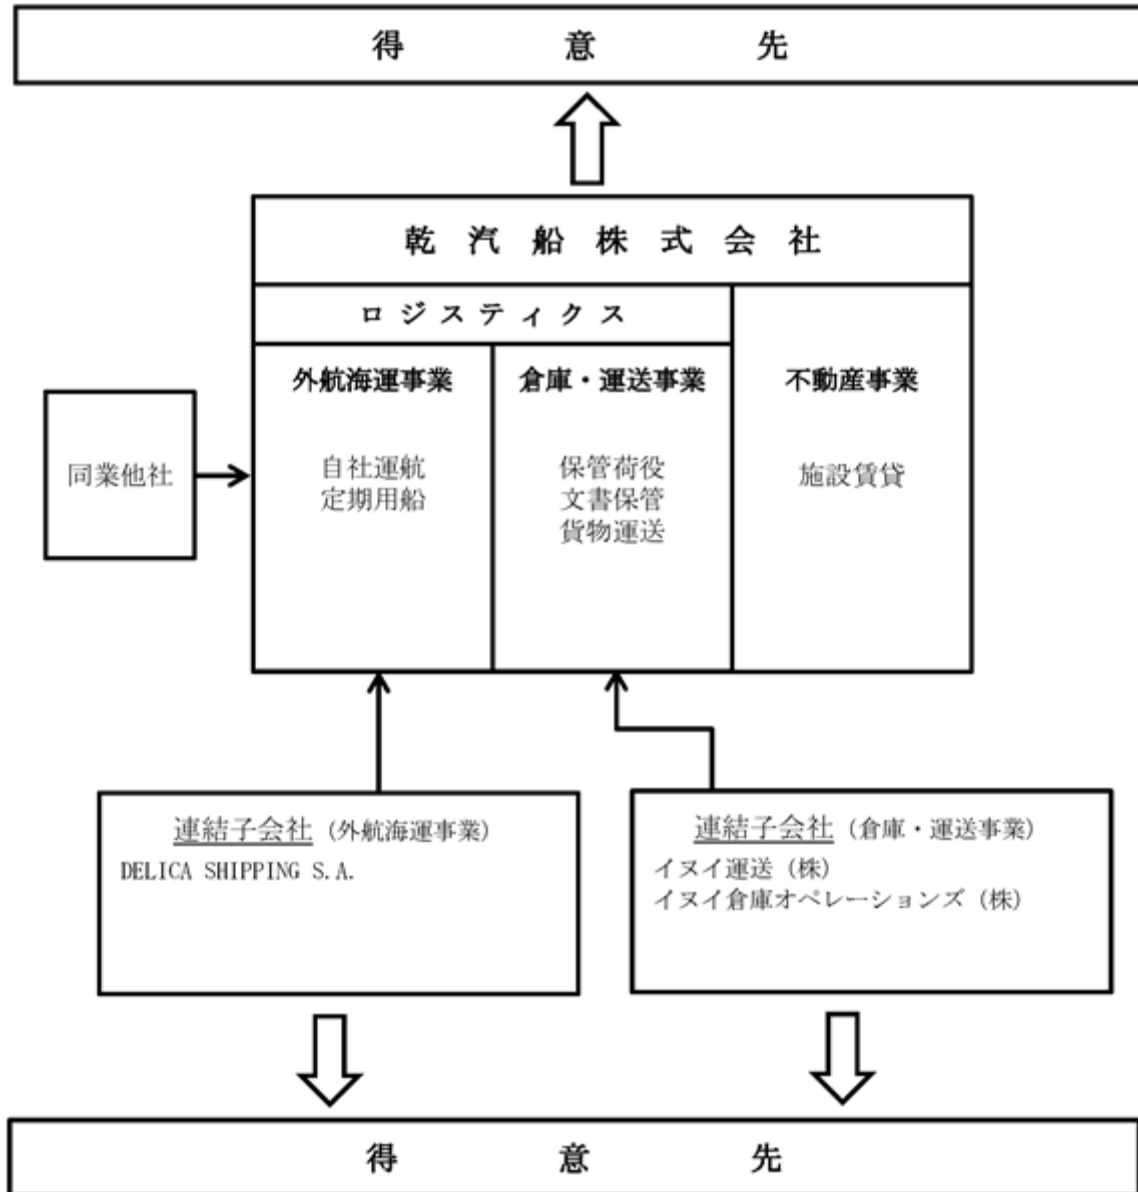 得意先
乾汽船株式会社
ロジスティクス
外航海運事業
自社運航
定期用船
倉庫・運送事業
保管荷役
文書保管
貨物運送
不動産事業
施設賃貸
同業他社
連結子会社 (外航海運事業)
DELICA SHIPPING S.A.
連結子会社 (倉庫・運送事業)
イヌイ運送 (株)
イヌイ倉庫オペレーションズ (株)
得意先